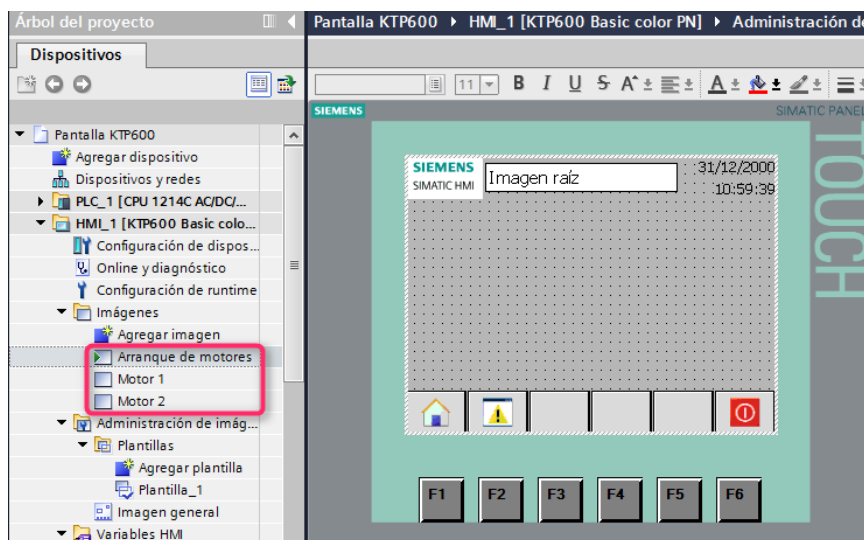 Árbol del proyecto
Pantalla KTP600 HMI_1 [KTP600 Basic color PN] Administración de
Dispositivos
11 B I U S A A
SIEMENS
SIMATIC PANEL
TOUCH
Pantalla KTP600
Agregar dispositivo
Dispositivos y redes
PLC_1 [CPU 1214C AC/DC/...
HMI_1 [KTP600 Basic colo...
Configuración de dispos...
Online y diagnóstico
Configuración de runtime
Imágenes
Agregar imagen
Arranque de motores
Motor 1
Motor 2
Administración de imág...
Plantillas
Agregar plantilla
Plantilla_1
Imagen general
Variables HMI
SIEMENS
SIMATIC HMI
Imagen raíz
31/12/2000
10:59:39
F1 F2 F3 F4 F5 F6